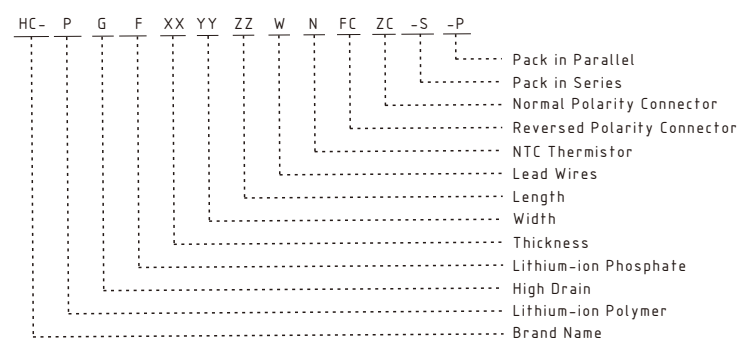 HC- P G F XX YY ZZ W N FC ZC -S -P
Pack in Parallel
Pack in Series
Normal Polarity Connector
Reversed Polarity Connector
NTC Thermistor
Lead Wires
Length
Width
Thickness
Lithium-ion Phosphate
High Drain
Lithium-ion Polymer
Brand Name